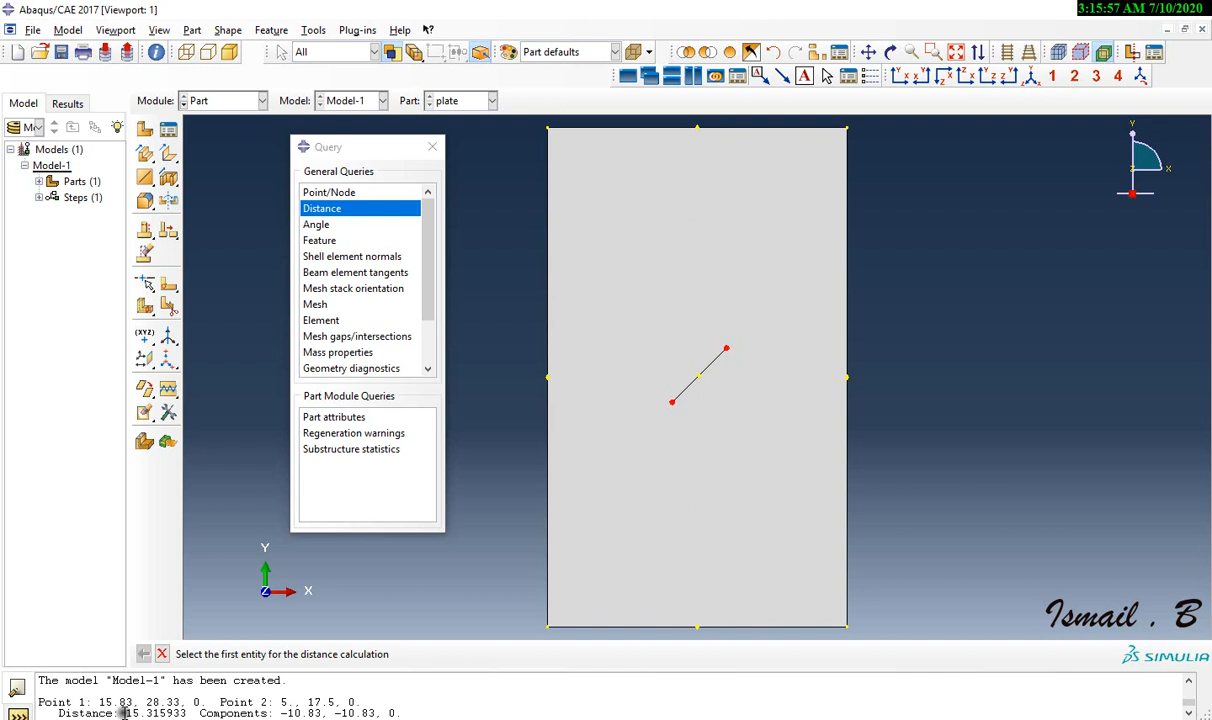 Abaqus/CAE 2017 [Viewport: 1]
3:15:57 AM 7/10/2020
File Model Viewport View Part Shape Feature Tools Plug-ins Help
All
Part defaults
1 2 3 4
Model Results
Module: Part Model: Model-1 Part: plate
Models (1)
Model-1
Parts (1)
Steps (1)
Query
General Queries
Point/Node
Distance
Angle
Feature
Shell element normals
Beam element tangents
Mesh stack orientation
Mesh
Element
Mesh gaps/intersections
Mass properties
Geometry diagnostics
Part Module Queries
Part attributes
Regeneration warnings
Substructure statistics
(XYZ)
Y
X
Z
Y
X
Z
Ismail . B
Select the first entity for the distance calculation
SIMULIA
The model "Model-1" has been created.
Point 1: 15.83, 28.33, 0. Point 2: 5., 17.5, 0.
Distance: 15.315933 Components: -10.83, -10.83, 0.